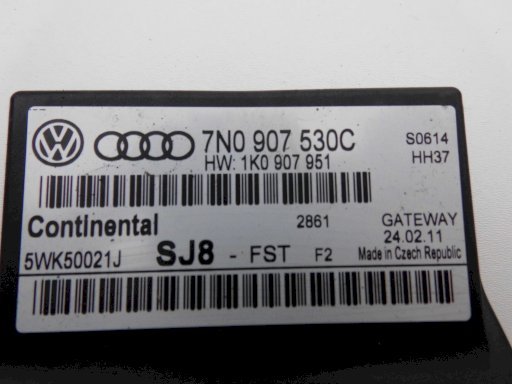 7N0 907 530C S0614
HW: 1K0 907 951 HH37
Continental 2861 GATEWAY
24.02.11
5WK50021J SJ8 - FST F2 Made in Czech Republic